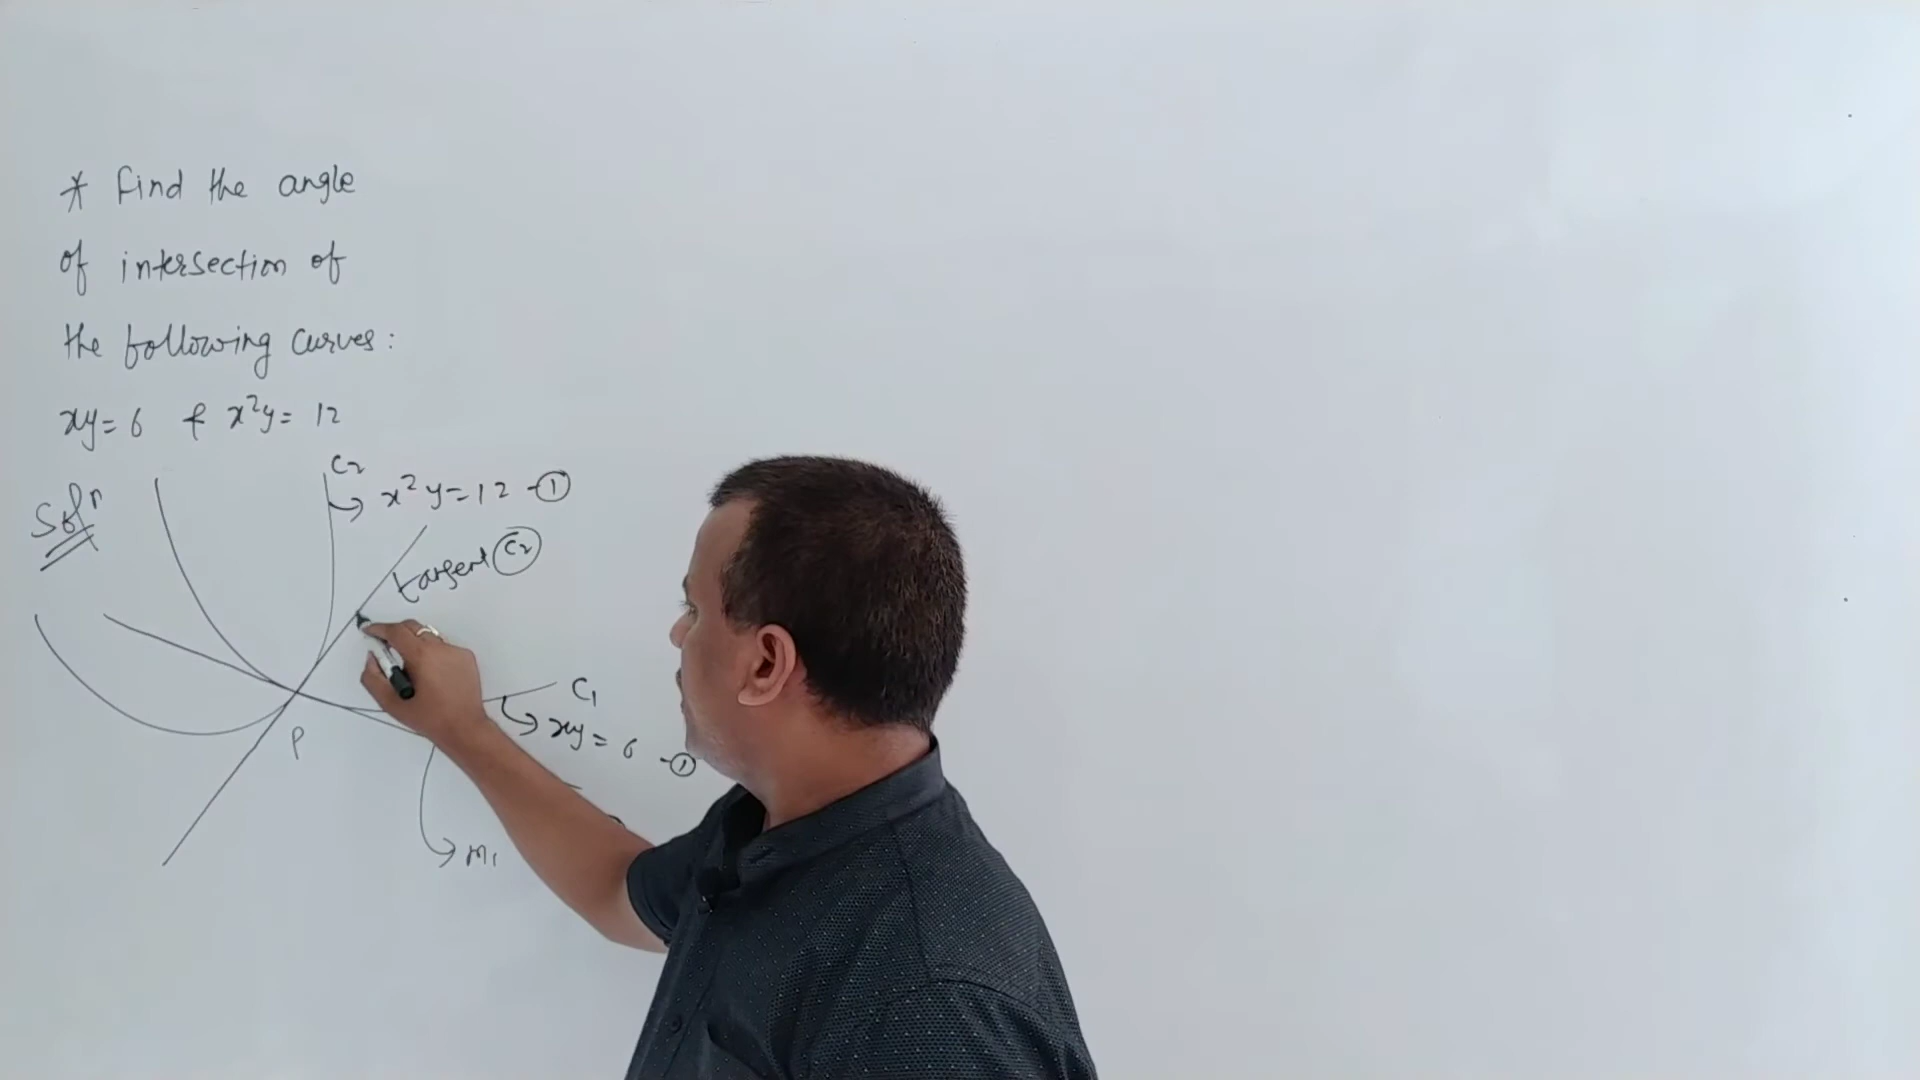 * Find the angle
of intersection of
the following curves:
xy = 6 & x²y = 12
Solⁿ
C₂
x²y = 12 - ①
tangent C₂
C₁
xy = 6 - ①
P
m₁